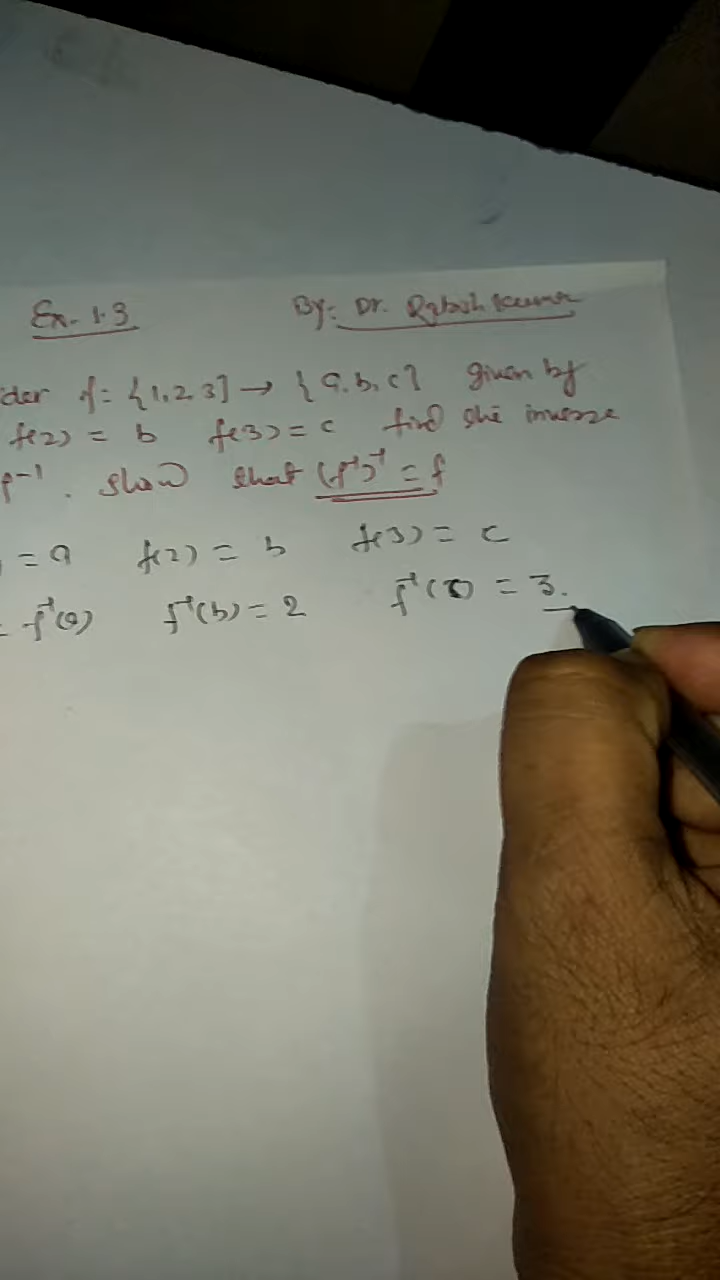 Ex. 1.3 By: Dr. Kumar
der f: {1, 2, 3} → {a, b, c} given by
f(2) = b f(3) = c find the inverse
f⁻¹. show that (f⁻¹)⁻¹ = f
= a f(2) = b f(3) = c
= f⁻¹(a) f⁻¹(b) = 2 f⁻¹(c) = 3.